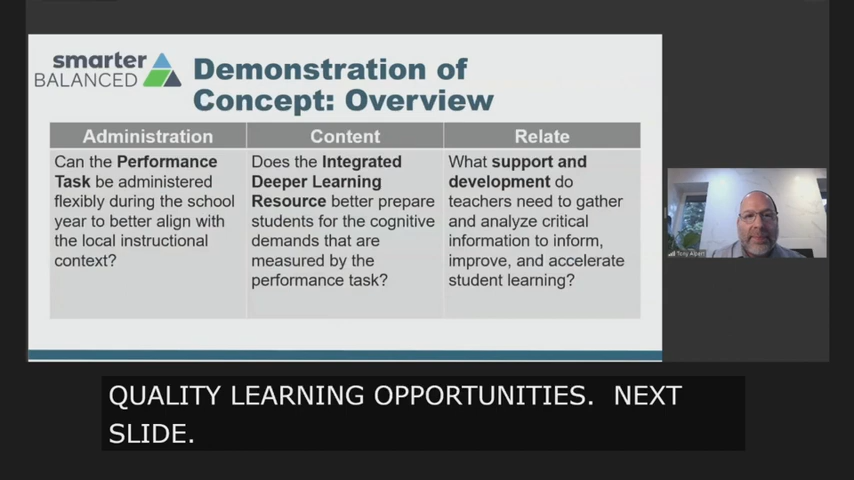 smarter
BALANCED
Demonstration of
Concept: Overview
Administration
Content
Relate
Can the Performance
Task be administered
flexibly during the school
year to better align with
the local instructional
context?
Does the Integrated
Deeper Learning
Resource better prepare
students for the cognitive
demands that are
measured by the
performance task?
What support and
development do
teachers need to gather
and analyze critical
information to inform,
improve, and accelerate
student learning?
Tony Alpert
QUALITY LEARNING OPPORTUNITIES.  NEXT
SLIDE.